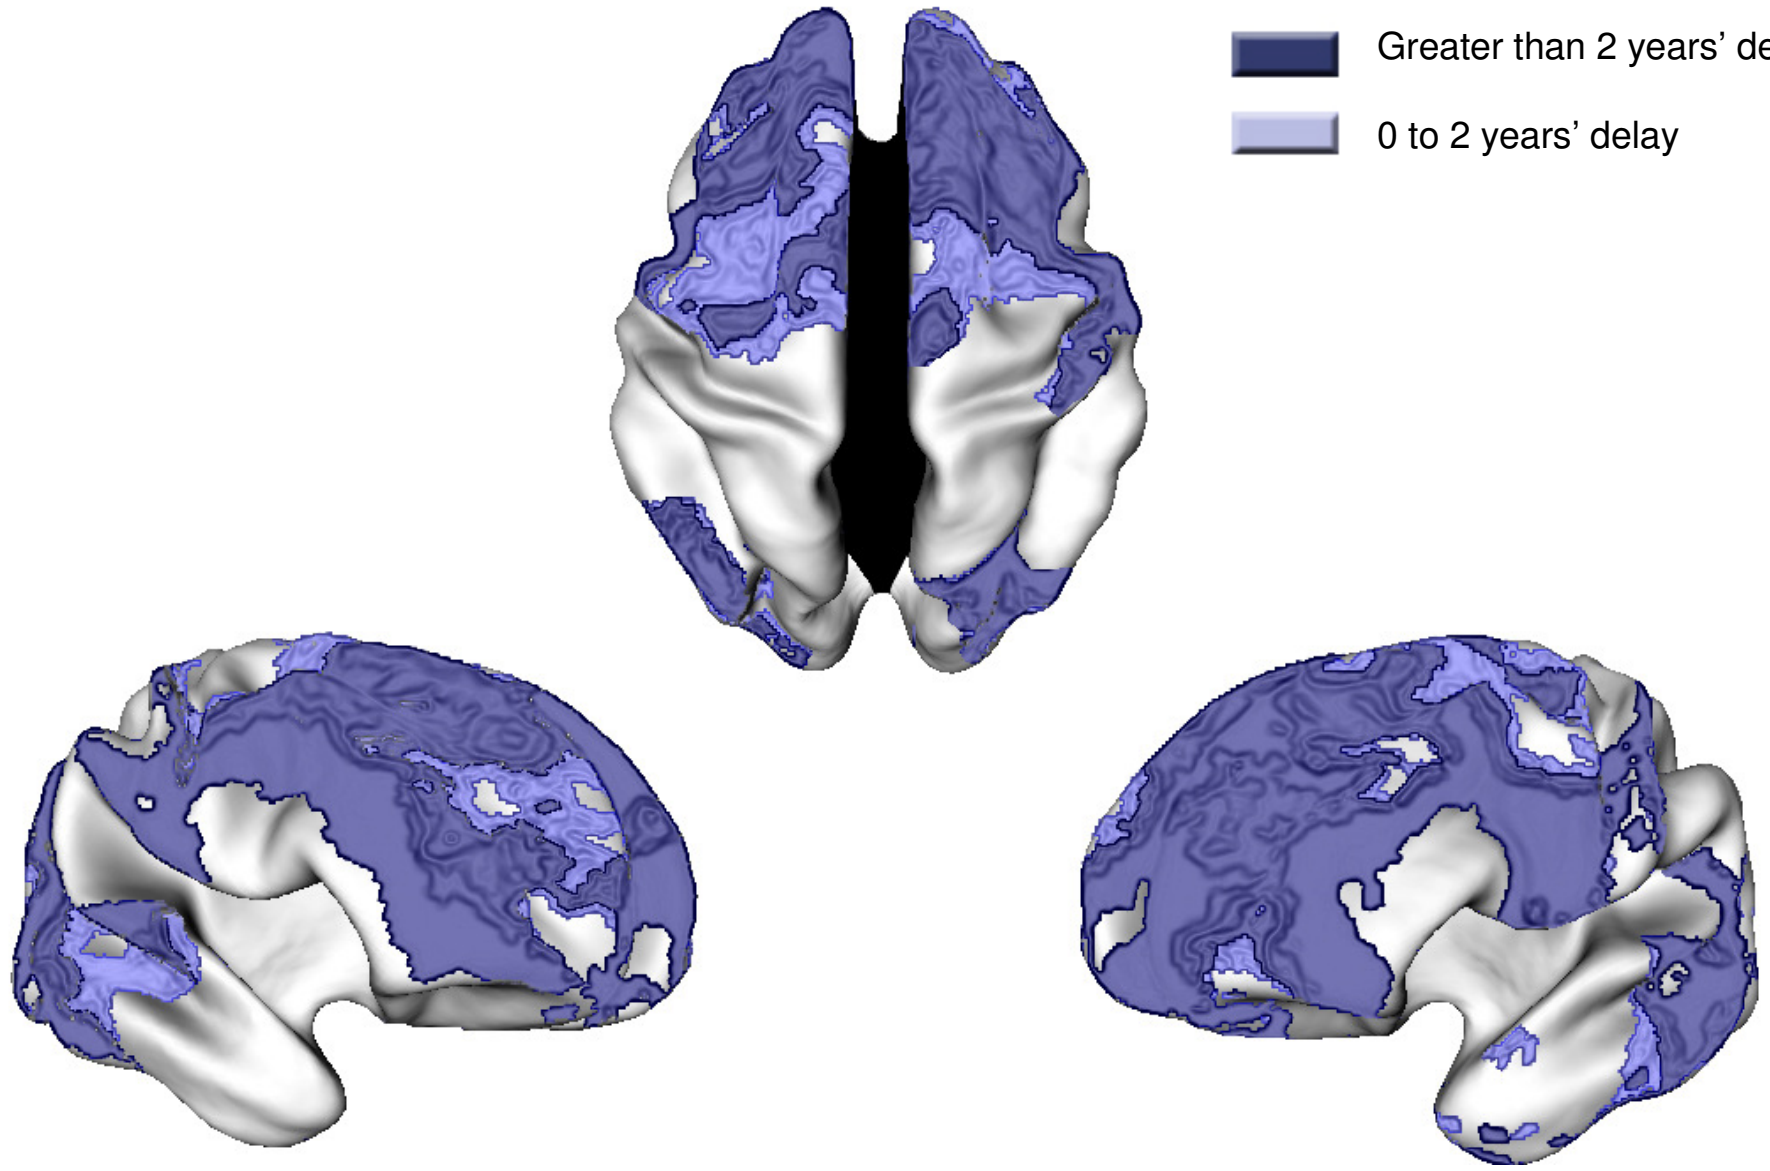 Greater than 2 years’ de
0 to 2 years’ delay